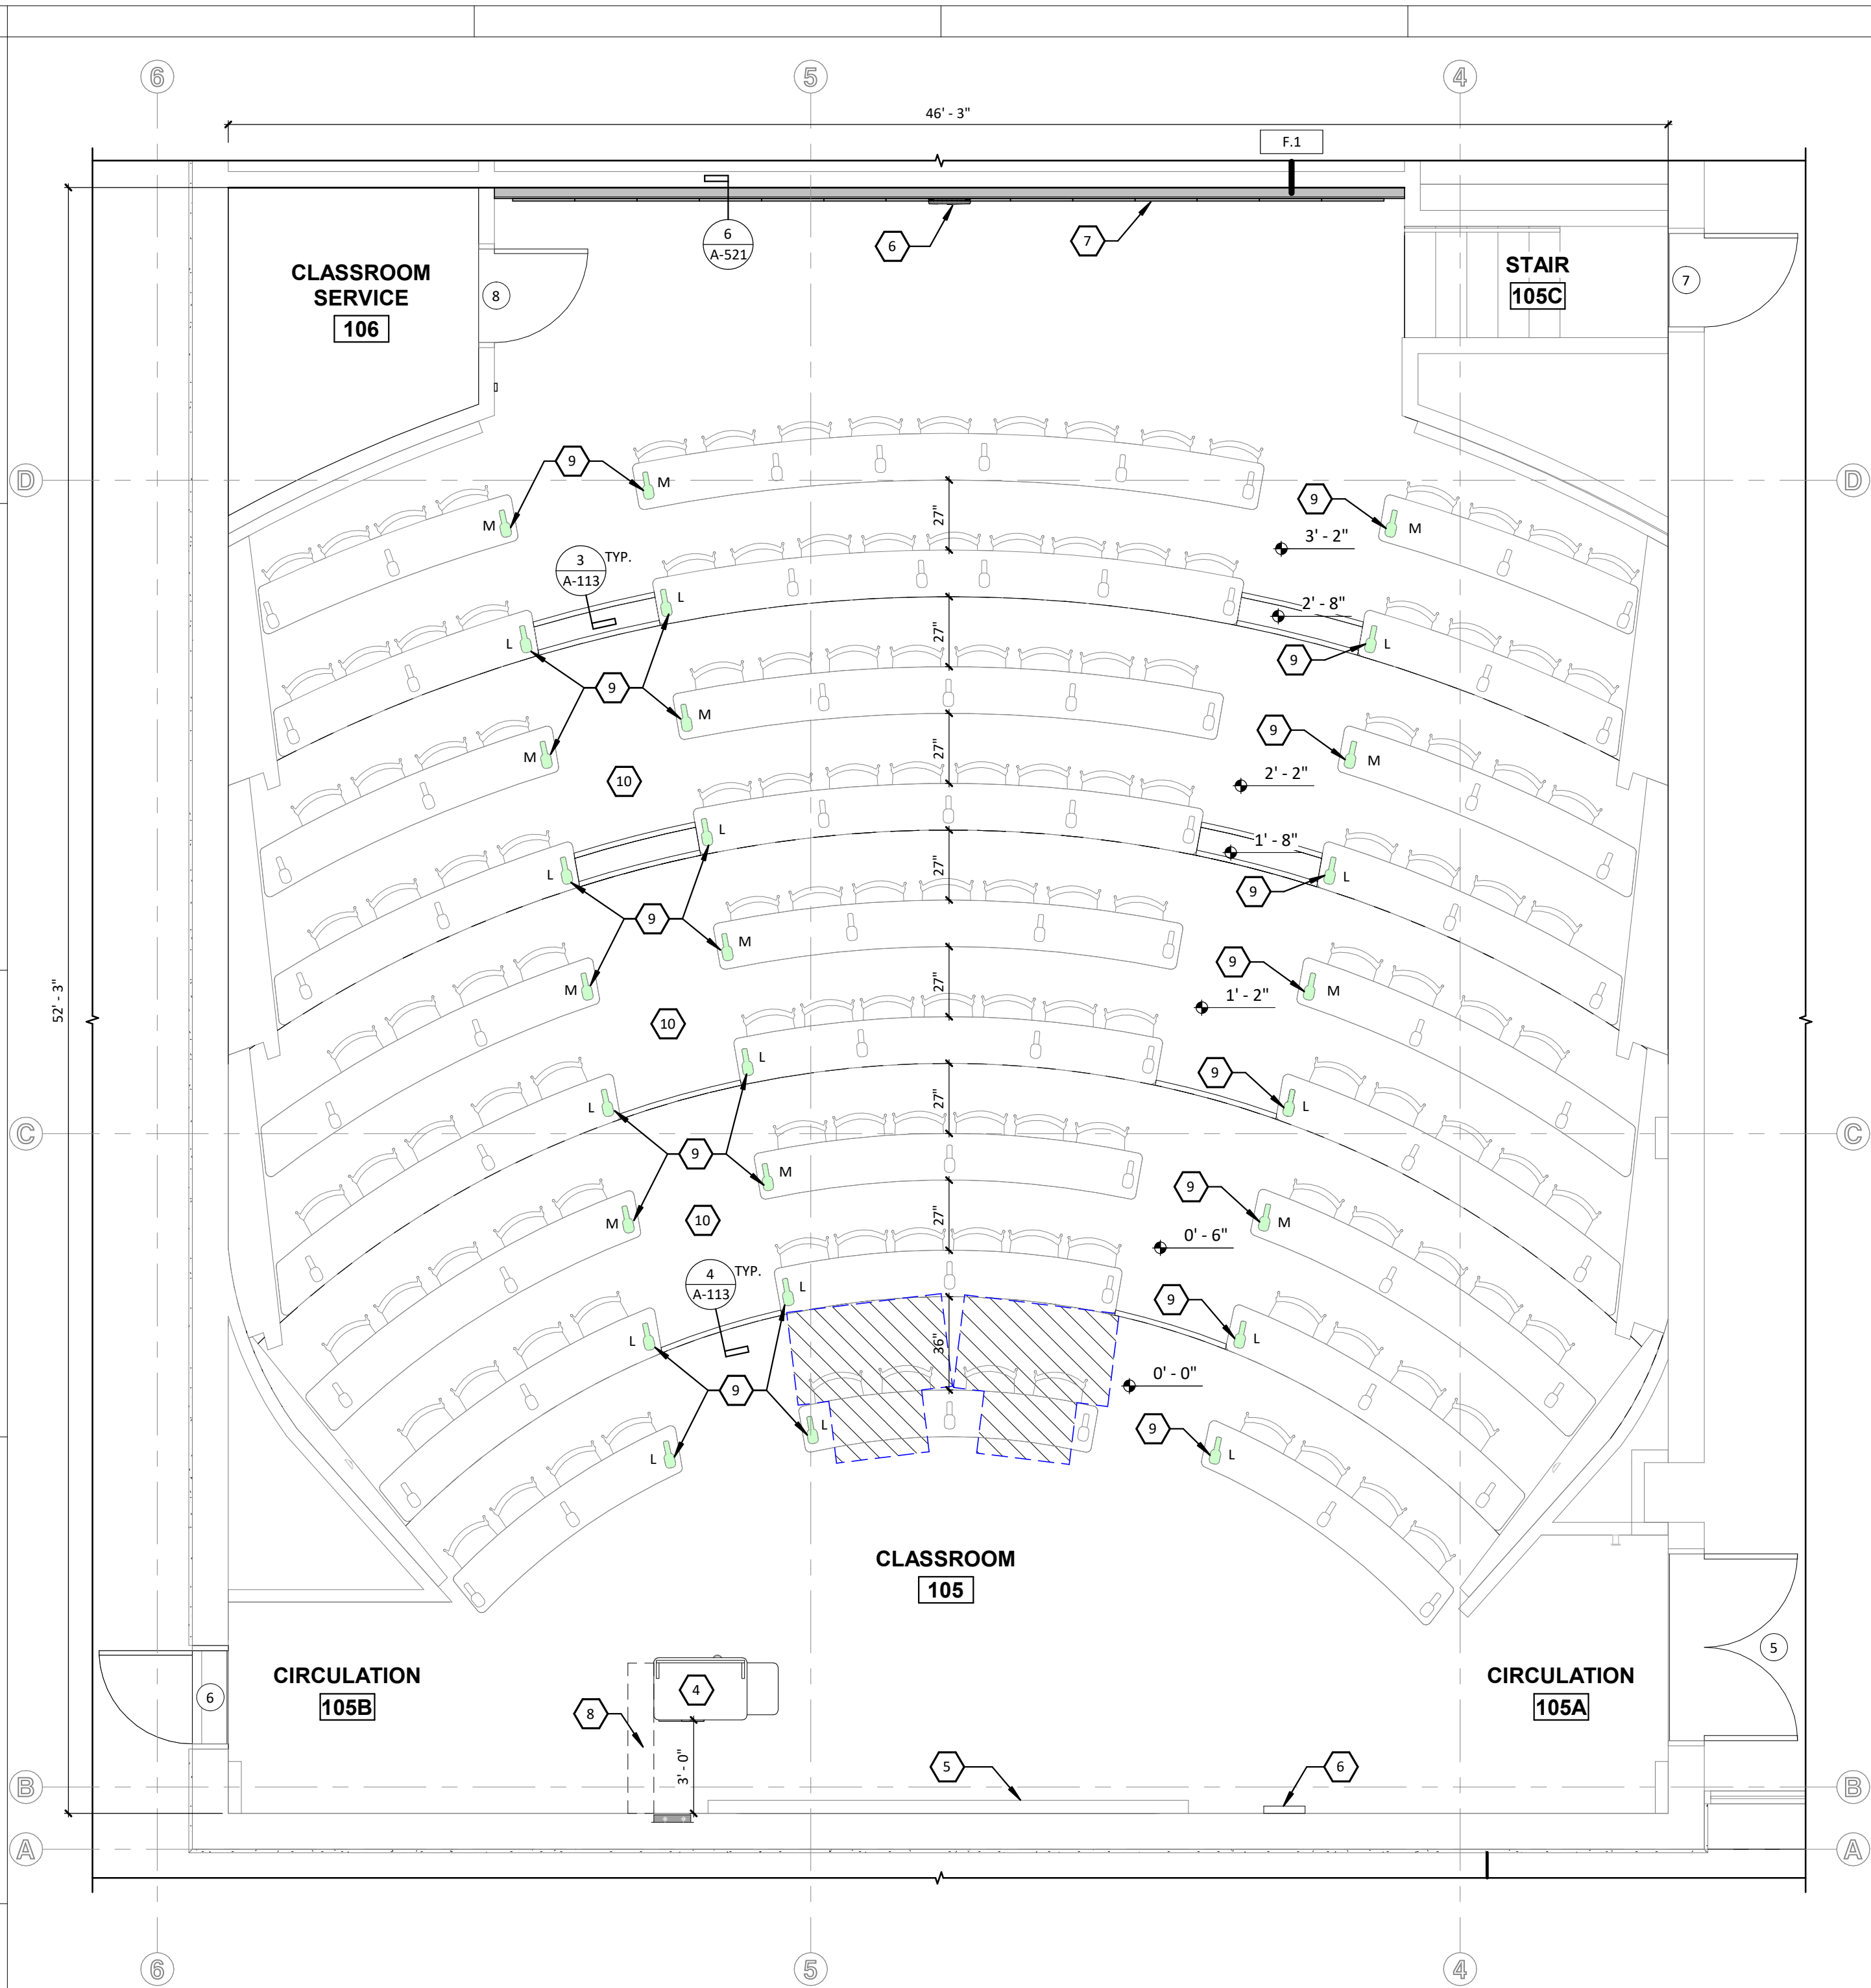 6
5
4
46' - 3"
F.1
6
A-521
6
7
CLASSROOM
SERVICE
106
8
STAIR
105C
7
D
9
M
M
9
M
D
27"
3' - 2"
3
A-113
TYP.
L
L
2' - 8"
L
27"
9
9
M
M
9
M
10
27"
2' - 2"
L
L
1' - 8"
L
27"
9
9
M
M
9
M
52' - 3"
10
27"
1' - 2"
L
L
9
L
C
27"
C
9
M
M
9
M
10
27"
0' - 6"
4
A-113
TYP.
L
L
9
L
36"
0' - 0"
9
L
L
9
L
CLASSROOM
105
CIRCULATION
105B
6
4
8
3' - 0"
5
6
CIRCULATION
105A
5
B
B
A
A
6
5
4